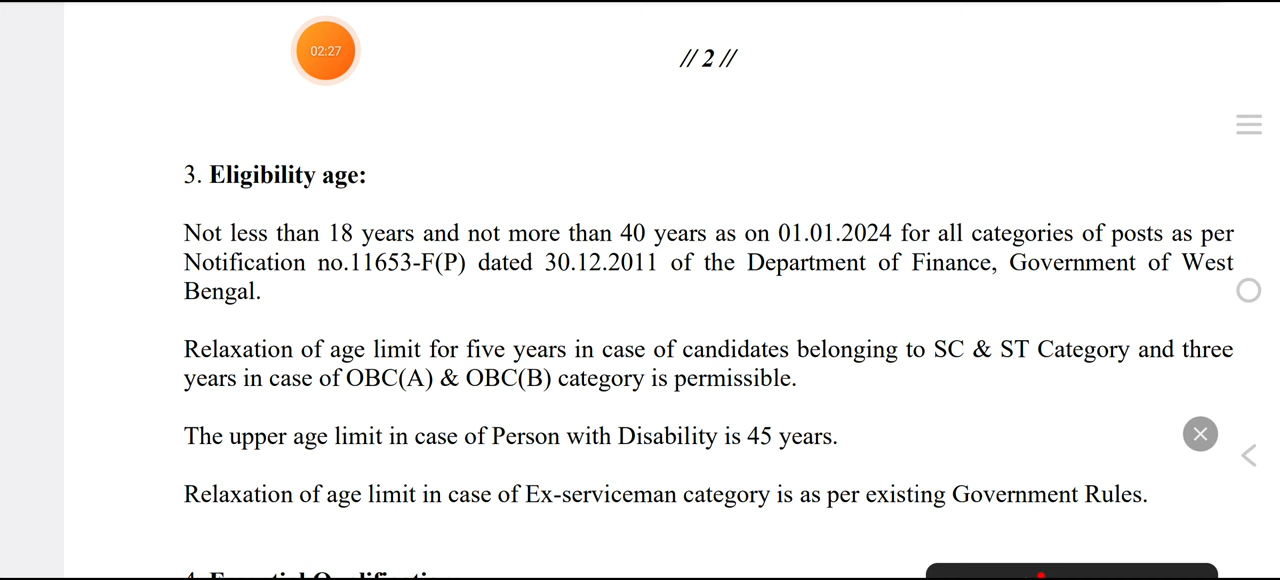 02:27
// 2 //
3. Eligibility age:
Not less than 18 years and not more than 40 years as on 01.01.2024 for all categories of posts as per
Notification no.11653-F(P) dated 30.12.2011 of the Department of Finance, Government of West
Bengal.
Relaxation of age limit for five years in case of candidates belonging to SC & ST Category and three
years in case of OBC(A) & OBC(B) category is permissible.
The upper age limit in case of Person with Disability is 45 years.
Relaxation of age limit in case of Ex-serviceman category is as per existing Government Rules.